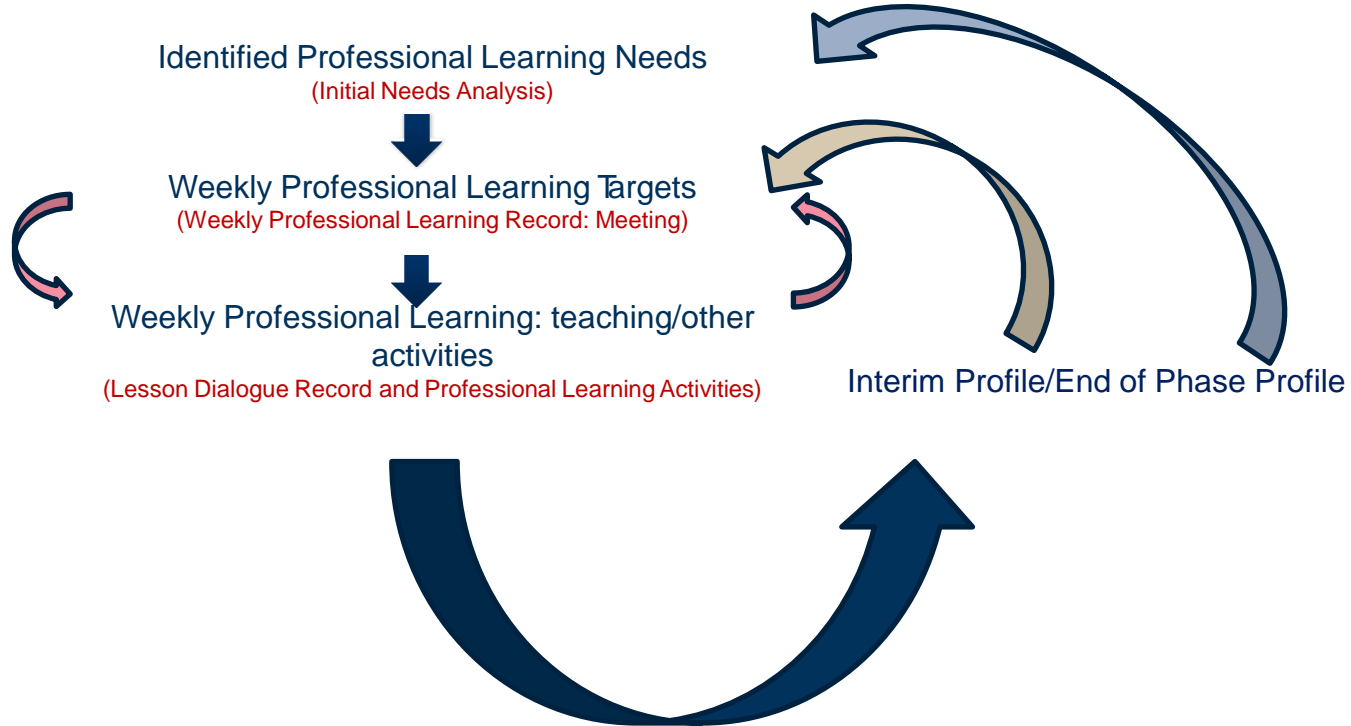 Identified Professional Learning Needs
(Initial Needs Analysis)
Weekly Professional Learning Targets
(Weekly Professional Learning Record: Meeting)
Weekly Professional Learning: teaching/other
activities
(Lesson Dialogue Record and Professional Learning Activities)
Interim Profile/End of Phase Profile